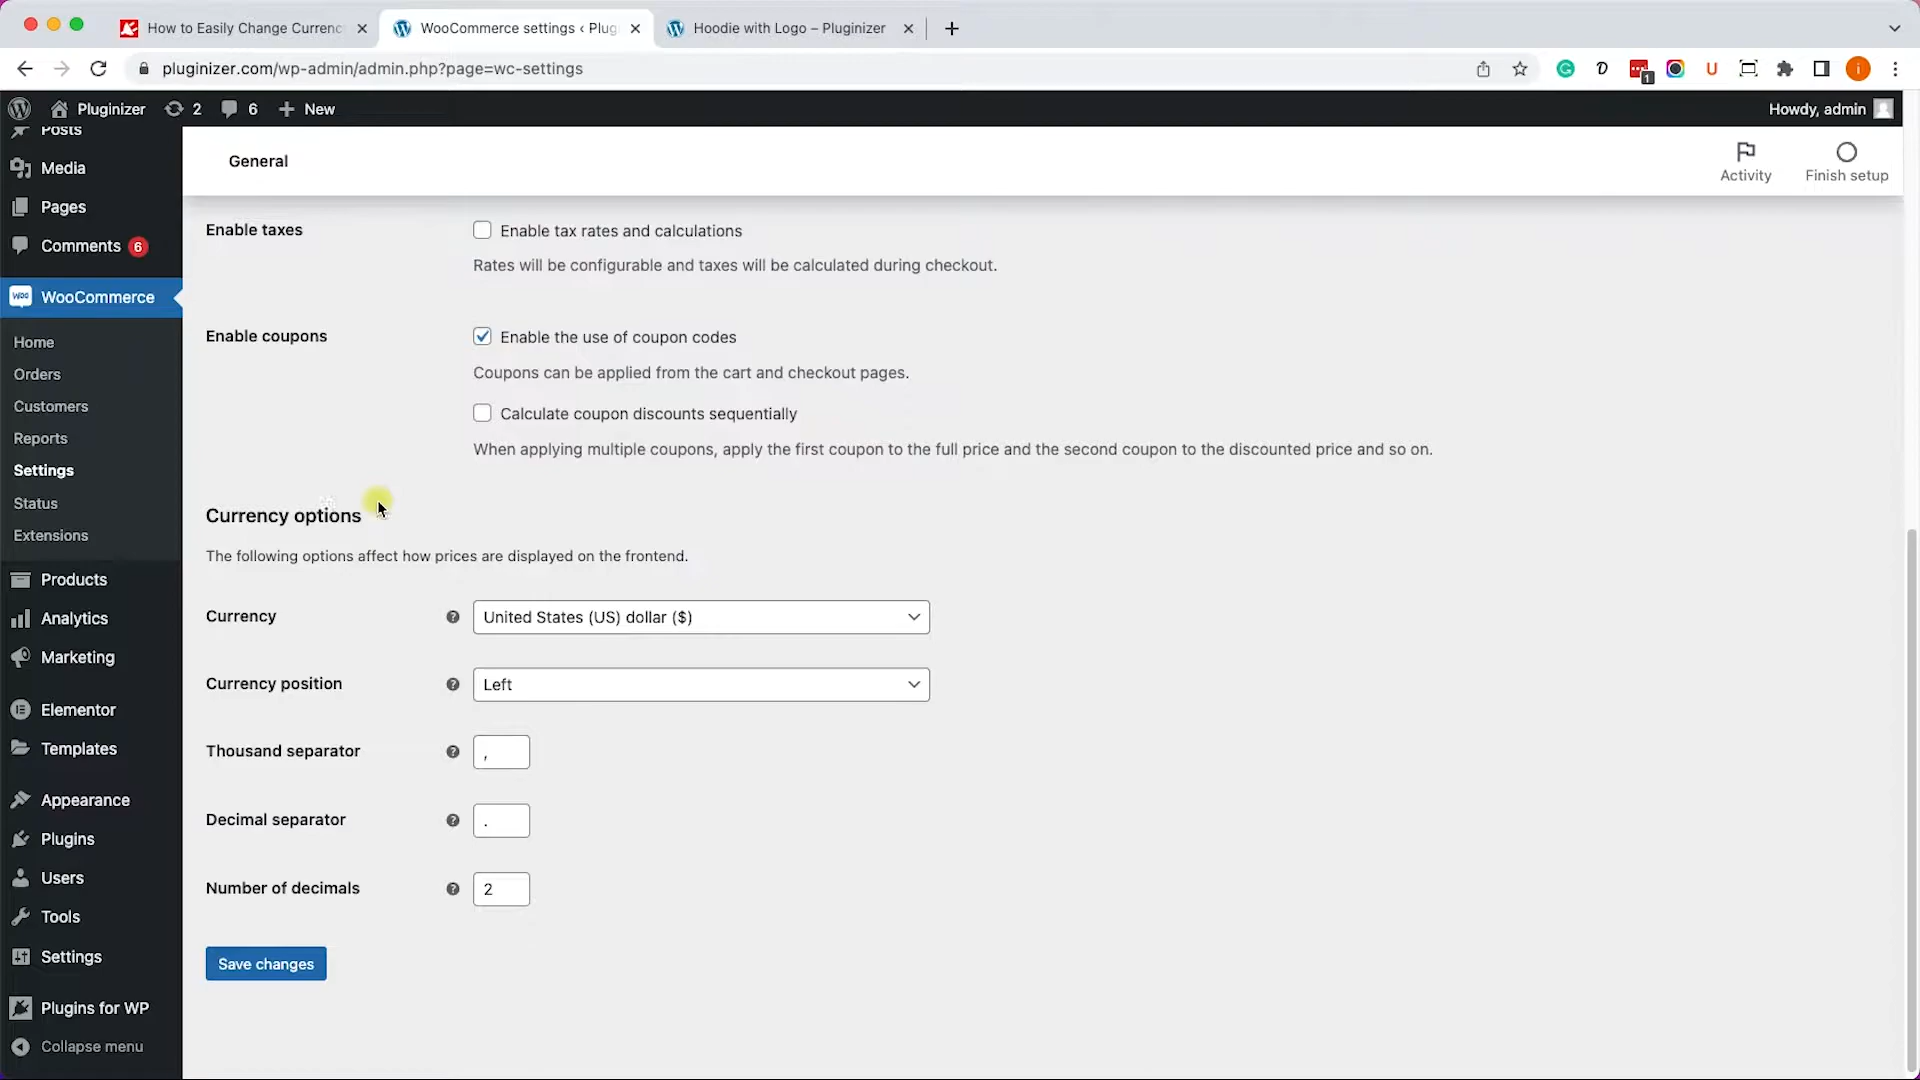 How to Easily Change Currenc
WooCommerce settings ‹ Plug
Hoodie with Logo – Pluginizer
pluginizer.com/wp-admin/admin.php?page=wc-settings
1
i
Pluginizer
2
6
New
Howdy, admin
Posts
Media
Pages
Comments 6
WooCommerce
Home
Orders
Customers
Reports
Settings
Status
Extensions
Products
Analytics
Marketing
Elementor
Templates
Appearance
Plugins
Users
Tools
Settings
Plugins for WP
Collapse menu
General
Activity
Finish setup
Enable taxes
Enable tax rates and calculations
Rates will be configurable and taxes will be calculated during checkout.
Enable coupons
Enable the use of coupon codes
Coupons can be applied from the cart and checkout pages.
Calculate coupon discounts sequentially
When applying multiple coupons, apply the first coupon to the full price and the second coupon to the discounted price and so on.
Currency options
The following options affect how prices are displayed on the frontend.
Currency
United States (US) dollar ($)
Currency position
Left
Thousand separator
,
Decimal separator
.
Number of decimals
2
Save changes